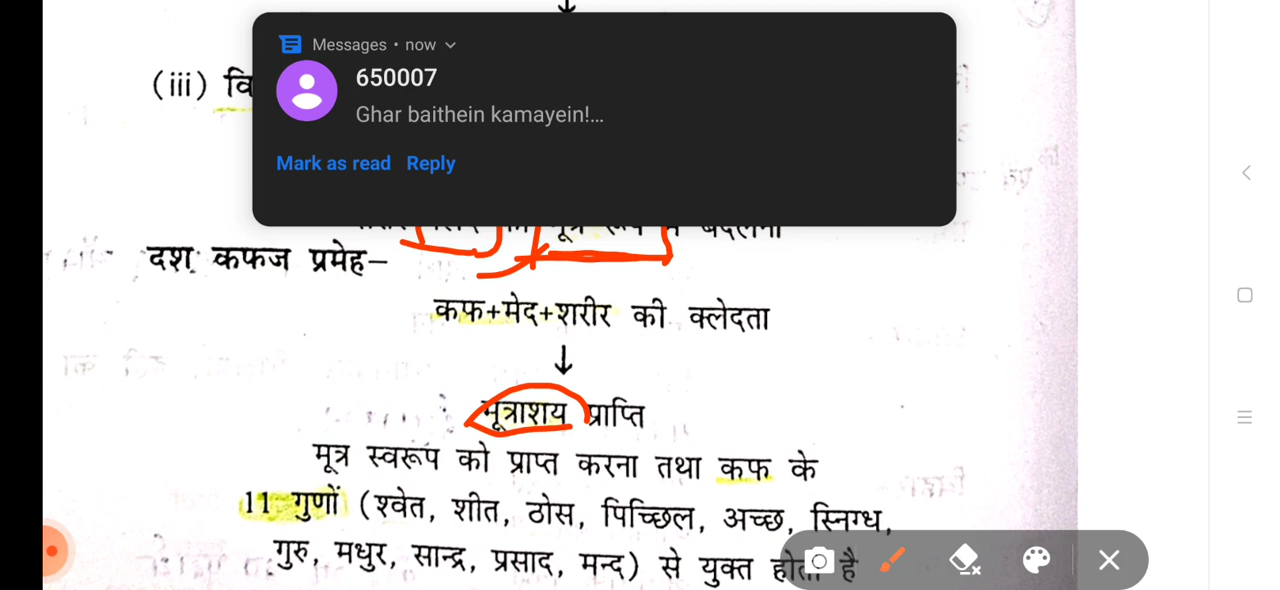 Messages • now
650007
Ghar baithein kamayein!...
Mark as read Reply
(iii) वि
दश कफज प्रमेह–
कफ+मेद+शरीर की क्लेदता
↓
मूत्राशय प्राप्ति
मूत्र स्वरूप को प्राप्त करना तथा कफ के
11 गुणों (श्वेत, शीत, ठोस, पिच्छिल, अच्छ, स्निग्ध,
गुरु, मधुर, सान्द्र, प्रसाद, मन्द) से युक्त होता है